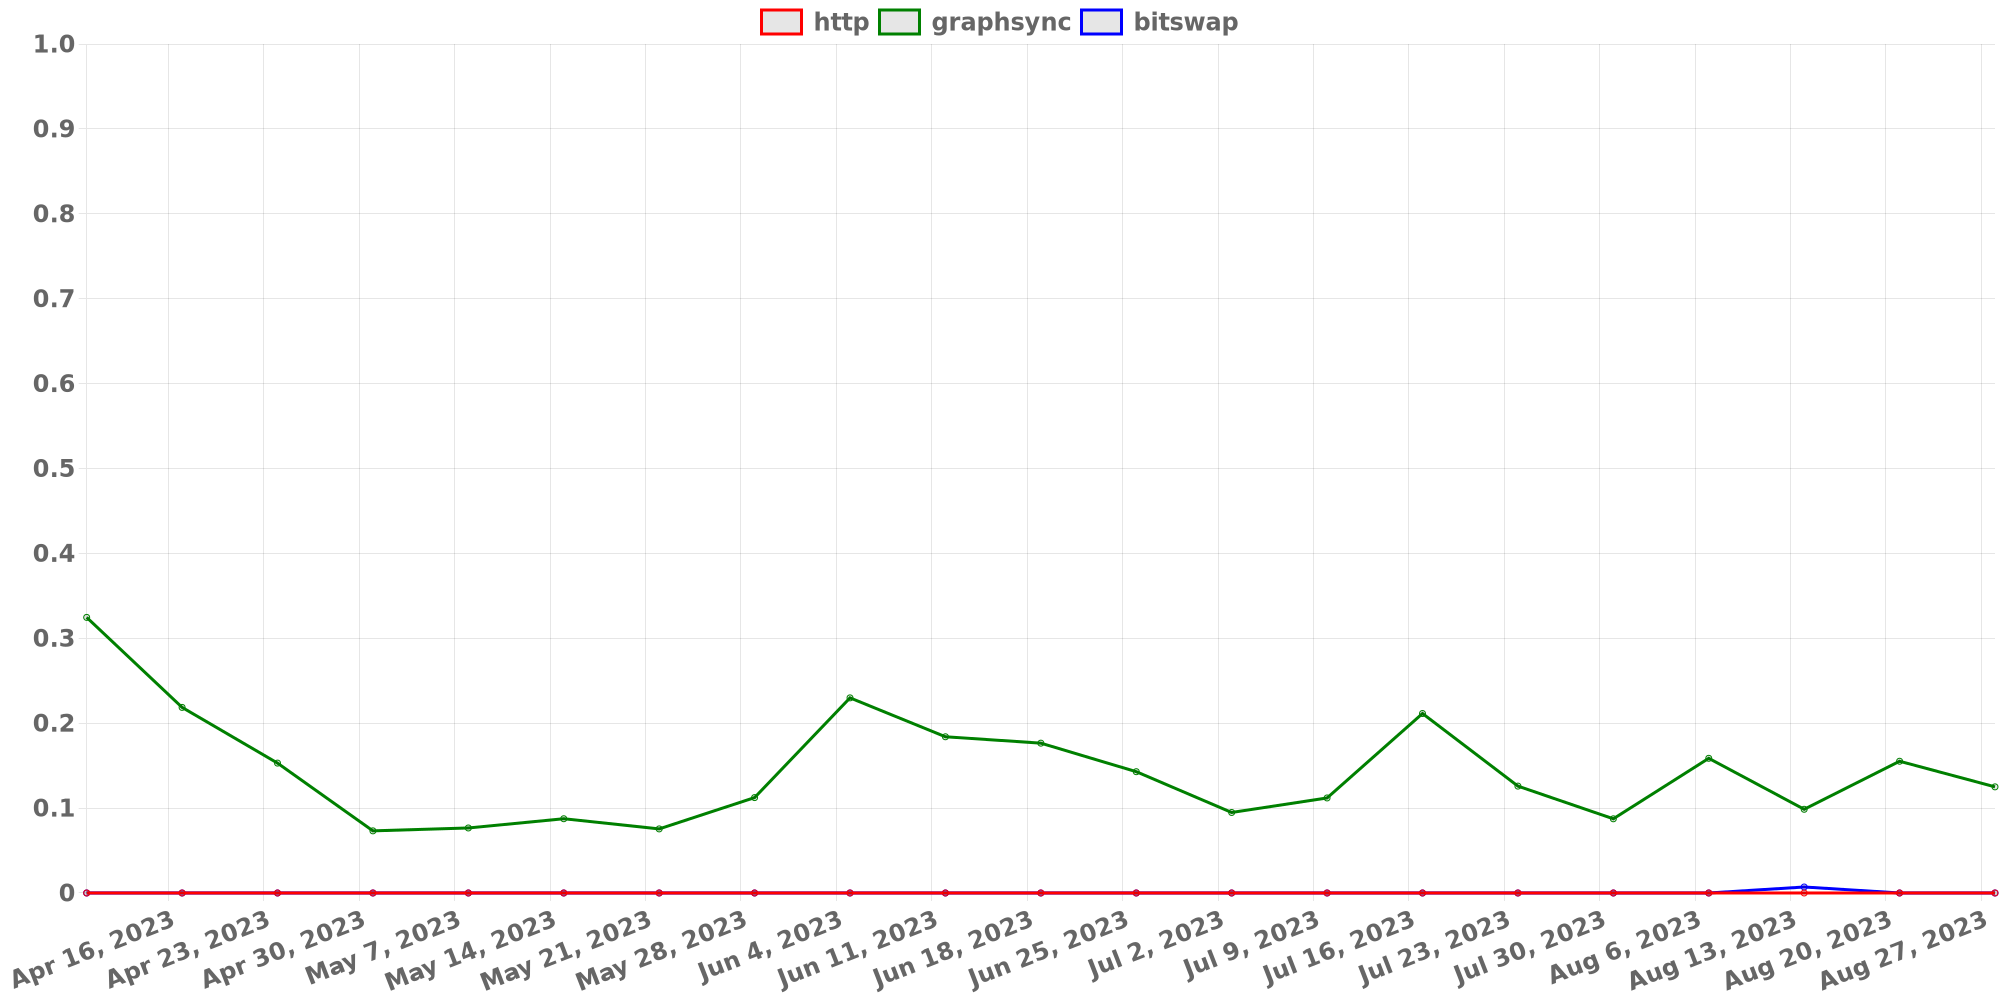 http graphsync bitswap
1.0
0.9
0.8
0.7
0.6
0.5
0.4
0.3
0.2
0.1
0
Apr 16, 2023
Apr 23, 2023
Apr 30, 2023
May 7, 2023
May 14, 2023
May 21, 2023
May 28, 2023
Jun 4, 2023
Jun 11, 2023
Jun 18, 2023
Jun 25, 2023
Jul 2, 2023
Jul 9, 2023
Jul 16, 2023
Jul 23, 2023
Jul 30, 2023
Aug 6, 2023
Aug 13, 2023
Aug 20, 2023
Aug 27, 2023